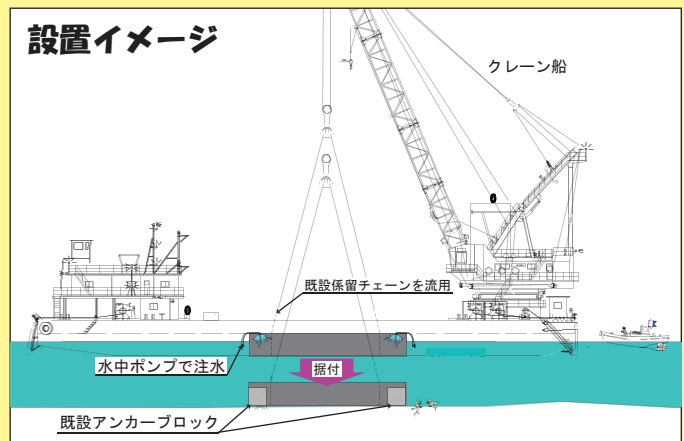 設置イメージ
クレーン船
既設係留チェーンを流用
水中ポンプで注水
据付
既設アンカーブロック